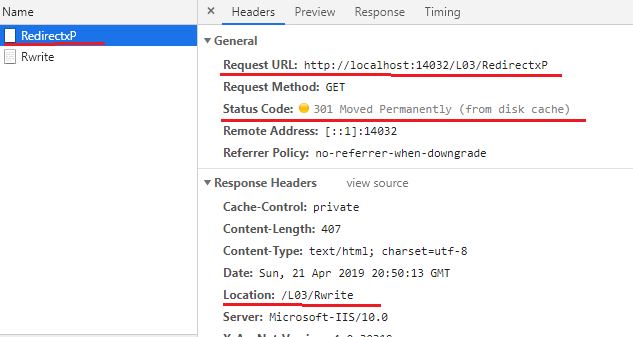 Name
RedirectxP
Rwrite
× Headers Preview Response Timing
▼ General
Request URL: http://localhost:14032/L03/RedirectxP
Request Method: GET
Status Code: 301 Moved Permanently (from disk cache)
Remote Address: [::1]:14032
Referrer Policy: no-referrer-when-downgrade
▼ Response Headers view source
Cache-Control: private
Content-Length: 407
Content-Type: text/html; charset=utf-8
Date: Sun, 21 Apr 2019 20:50:13 GMT
Location: /L03/Rwrite
Server: Microsoft-IIS/10.0